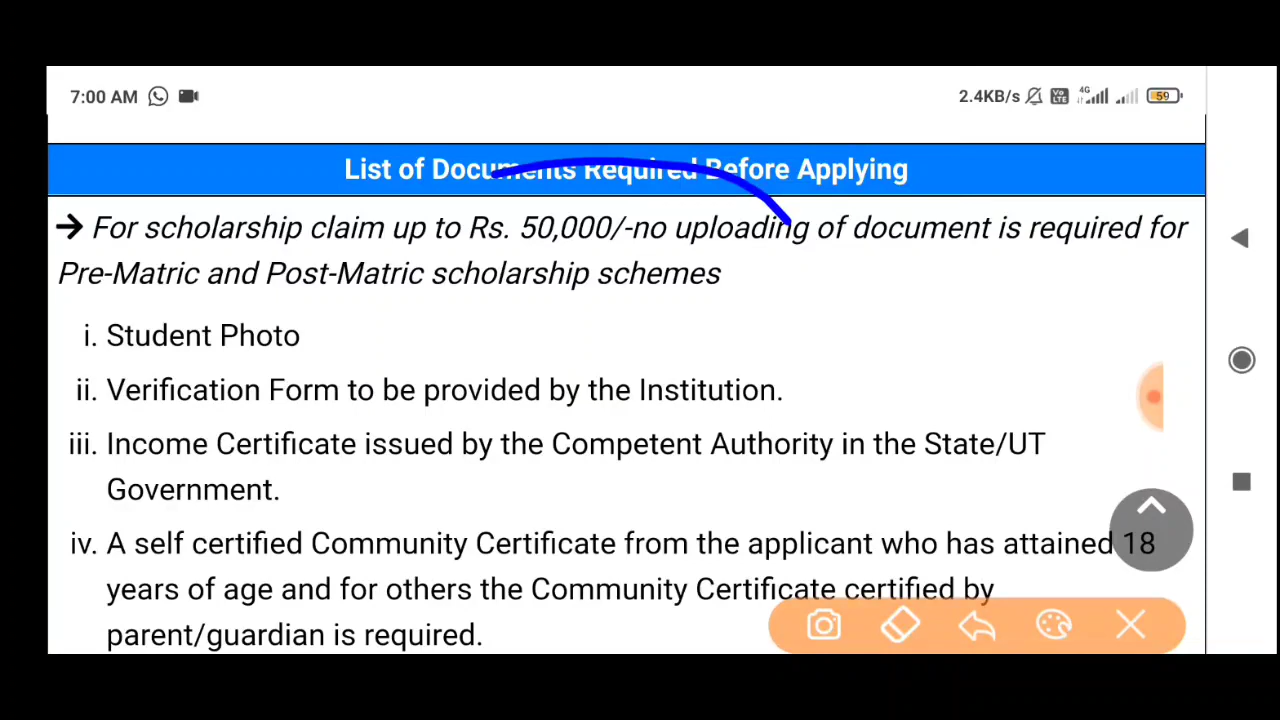 7:00 AM
2.4KB/s Vo LTE 4G 59
List of Documents Required Before Applying
→ For scholarship claim up to Rs. 50,000/-no uploading of document is required for
Pre-Matric and Post-Matric scholarship schemes
i. Student Photo
ii. Verification Form to be provided by the Institution.
iii. Income Certificate issued by the Competent Authority in the State/UT
Government.
iv. A self certified Community Certificate from the applicant who has attained 18
years of age and for others the Community Certificate certified by
parent/guardian is required.